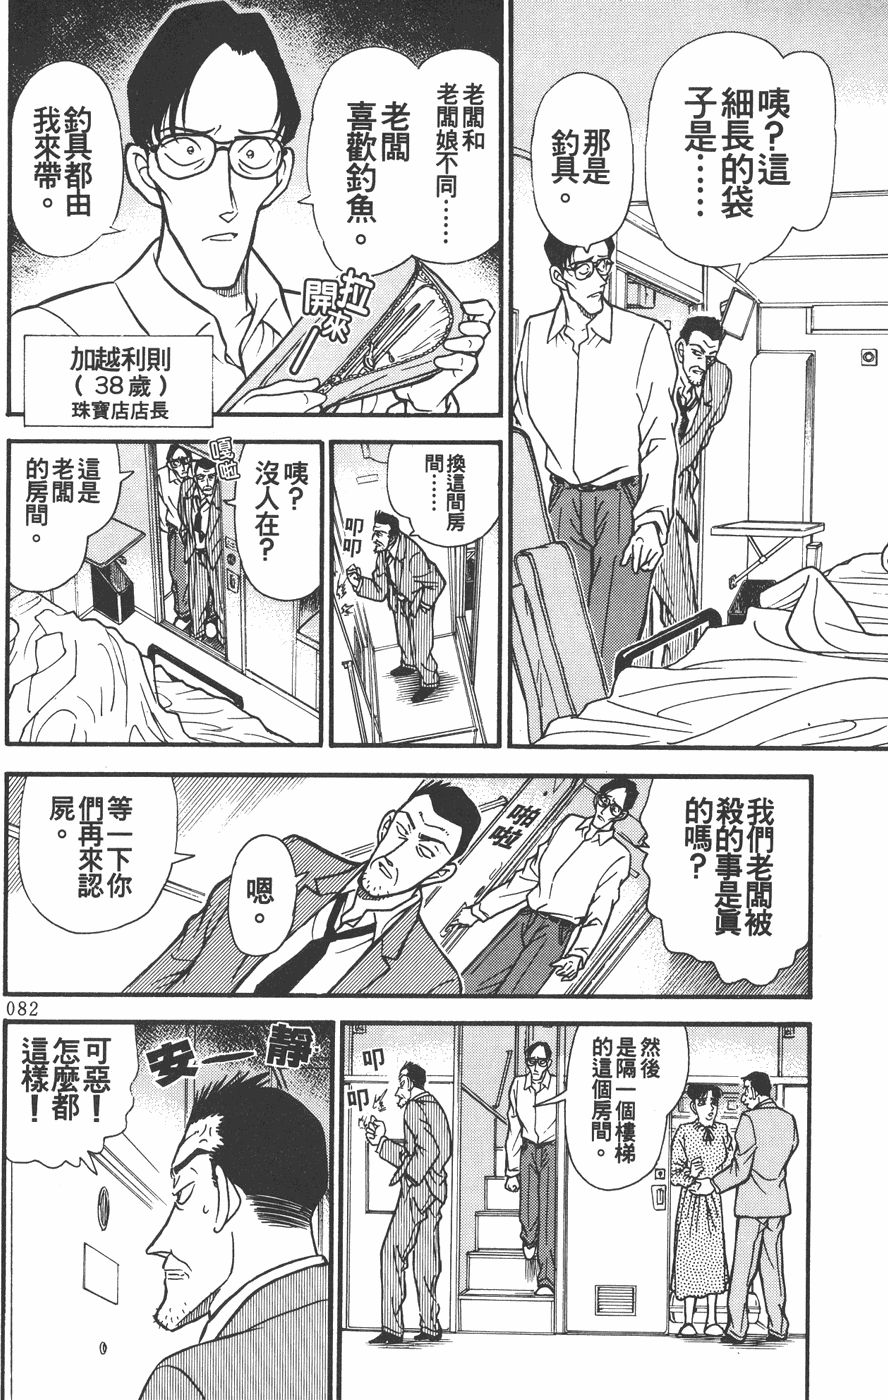 咦？這
細長的袋
子是……
那是
釣具。
老闆和
老闆娘不同……
老闆
喜歡釣魚。
釣具都由
我來帶。
拉
開來
加越利則
（38歲）
珠寶店店長
換這間房
間……
叩
叩
咦？
沒人在？
嘎
啦
這是
老闆
的房間。
我們老闆被
殺的事是真
的嗎？
啪
啦
嗯。
等一下你
們再來認
屍。
082
然後
是隔一個樓梯
的這個房間。
叩
叩
安—靜
可惡！
怎麼都
這樣！